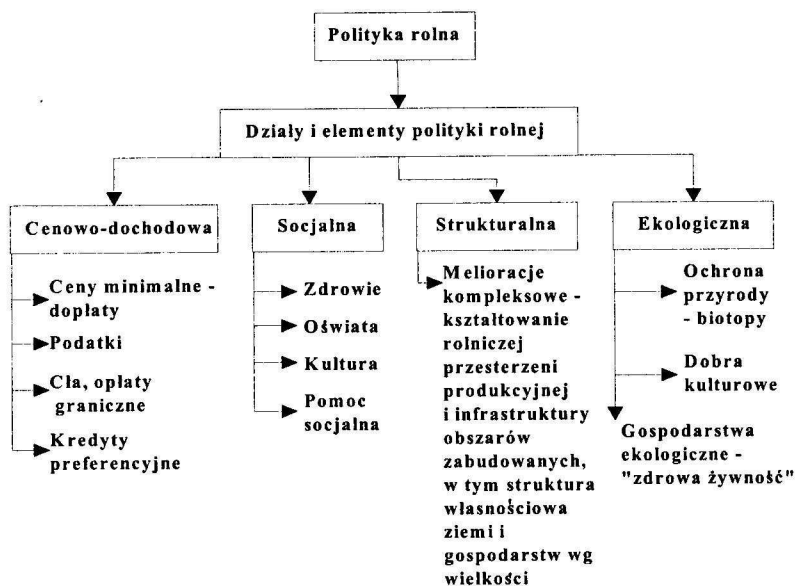 Polityka rolna
Działy i elementy polityki rolnej
Cenowo-dochodowa
Ceny minimalne -
dopłaty
Podatki
Cła, opłaty
graniczne
Kredyty
preferencyjne
Socjalna
Zdrowie
Oświata
Kultura
Pomoc
socjalna
Strukturalna
Melioracje
kompleksowe -
kształtowanie
rolniczej
przesterzeni
produkcyjnej
i infrastruktury
obszarów
zabudowanych,
w tym struktura
własnościowa
ziemi i
gospodarstw wg
wielkości
Ekologiczna
Ochrona
przyrody
- biotopy
Dobra
kulturowe
Gospodarstwa
ekologiczne -
"zdrowa żywność"